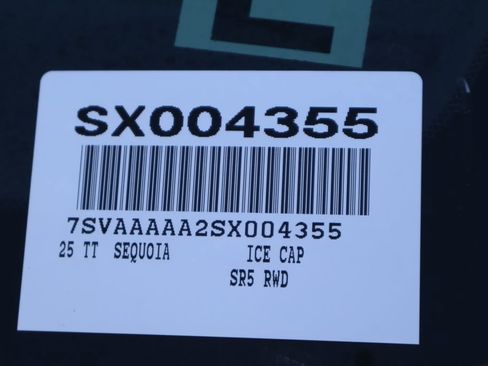 SX004355
7SVAAAAA2SX004355
25 TT SEQUOIA ICE CAP
SR5 RWD